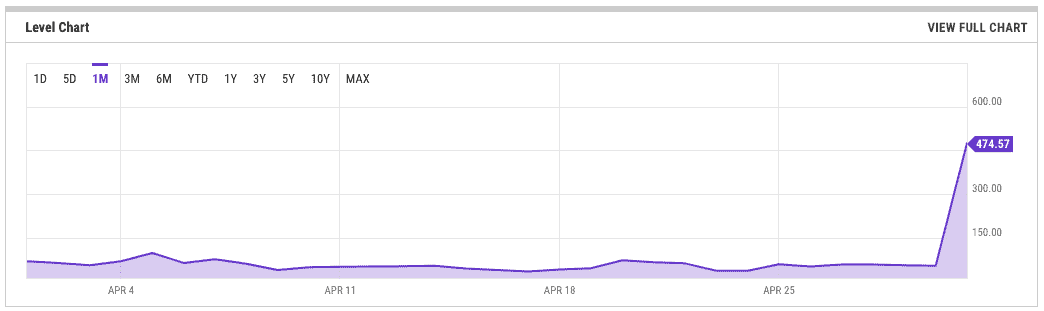 Level Chart VIEW FULL CHART
1D 5D 1M 3M 6M YTD 1Y 3Y 5Y 10Y MAX
600.00
474.57
300.00
150.00
APR 4 APR 11 APR 18 APR 25